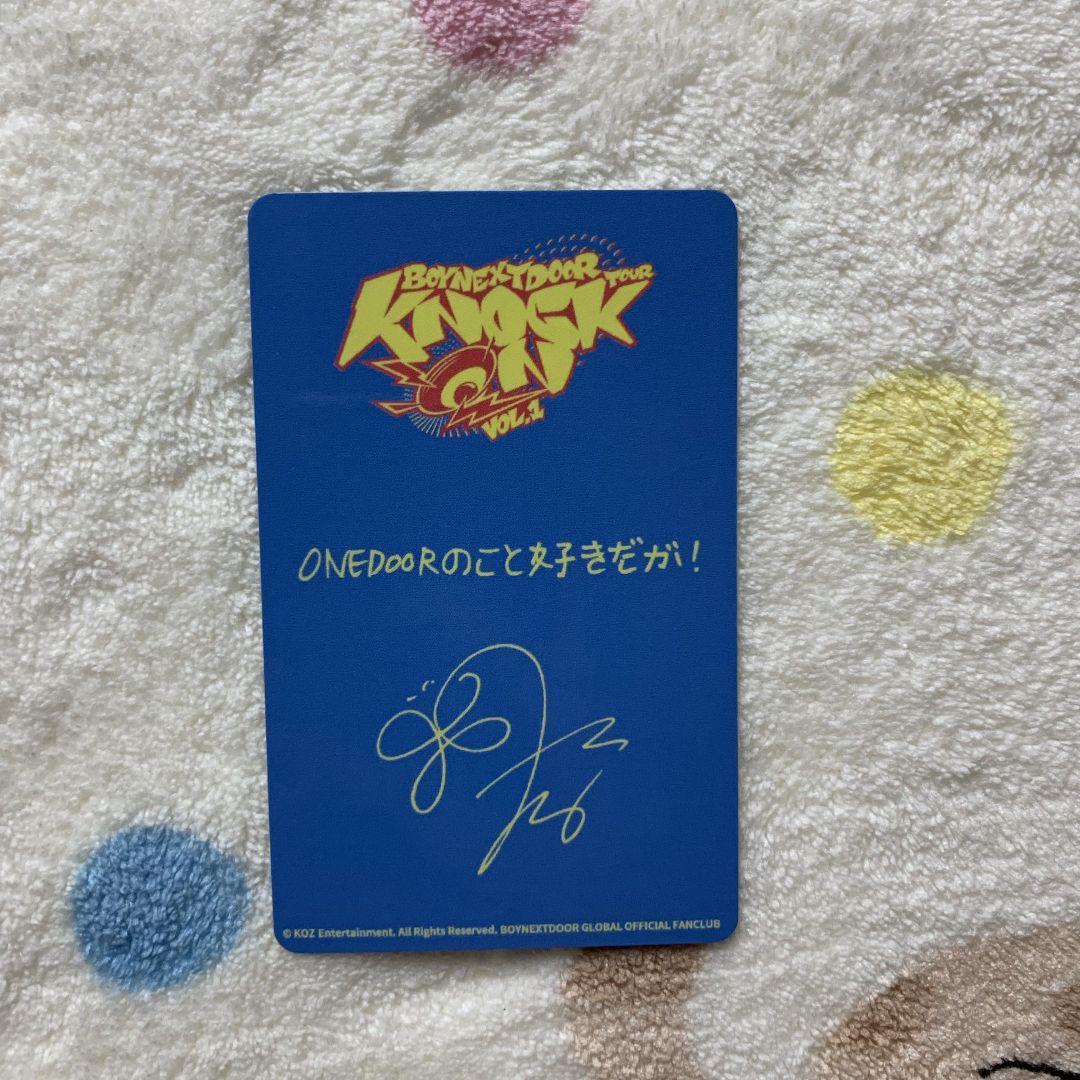 BOYNEXTDOOR TOUR
KNOCK
ON
VOL.1
ONEDOORのこと好きだが!
© KOZ Entertainment. All Rights Reserved. BOYNEXTDOOR GLOBAL OFFICIAL FANCLUB